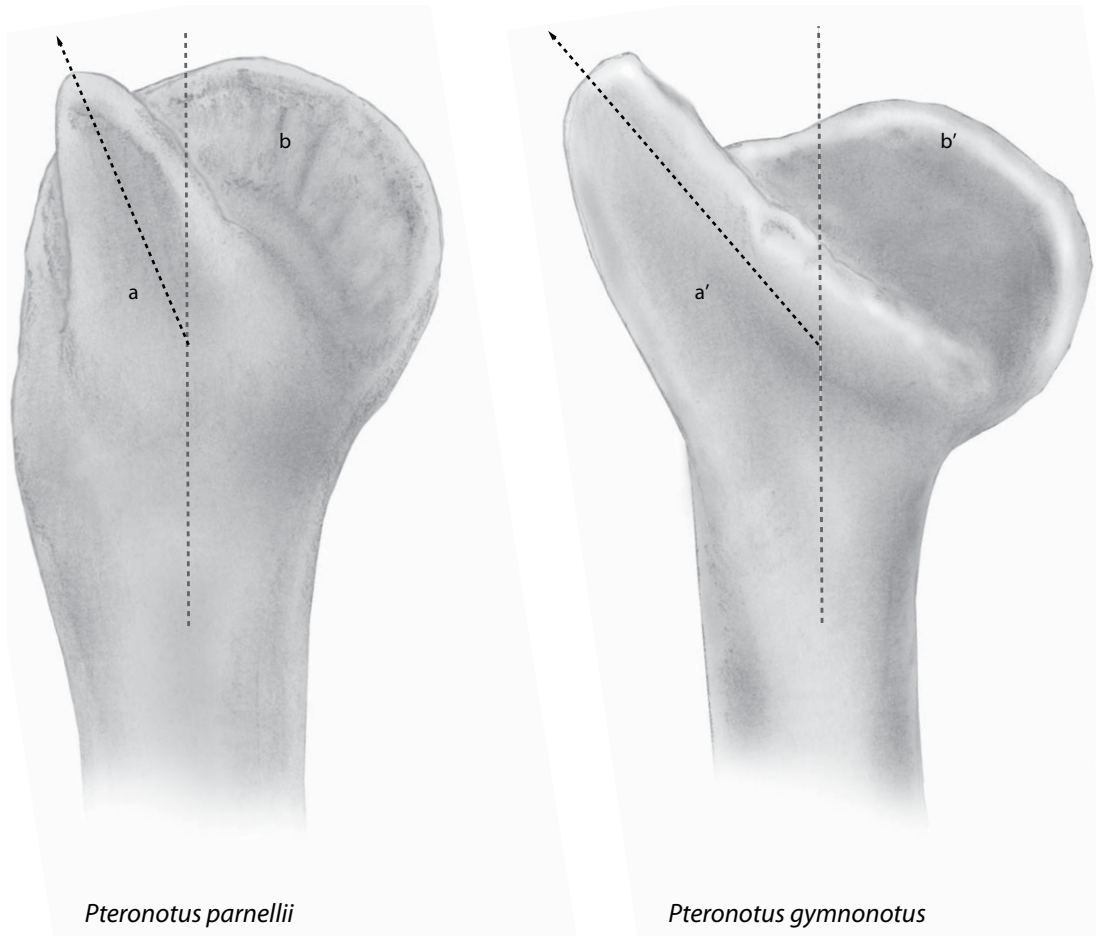 b
b’
a
a’
Pteronotus parnellii
Pteronotus gymnonotus